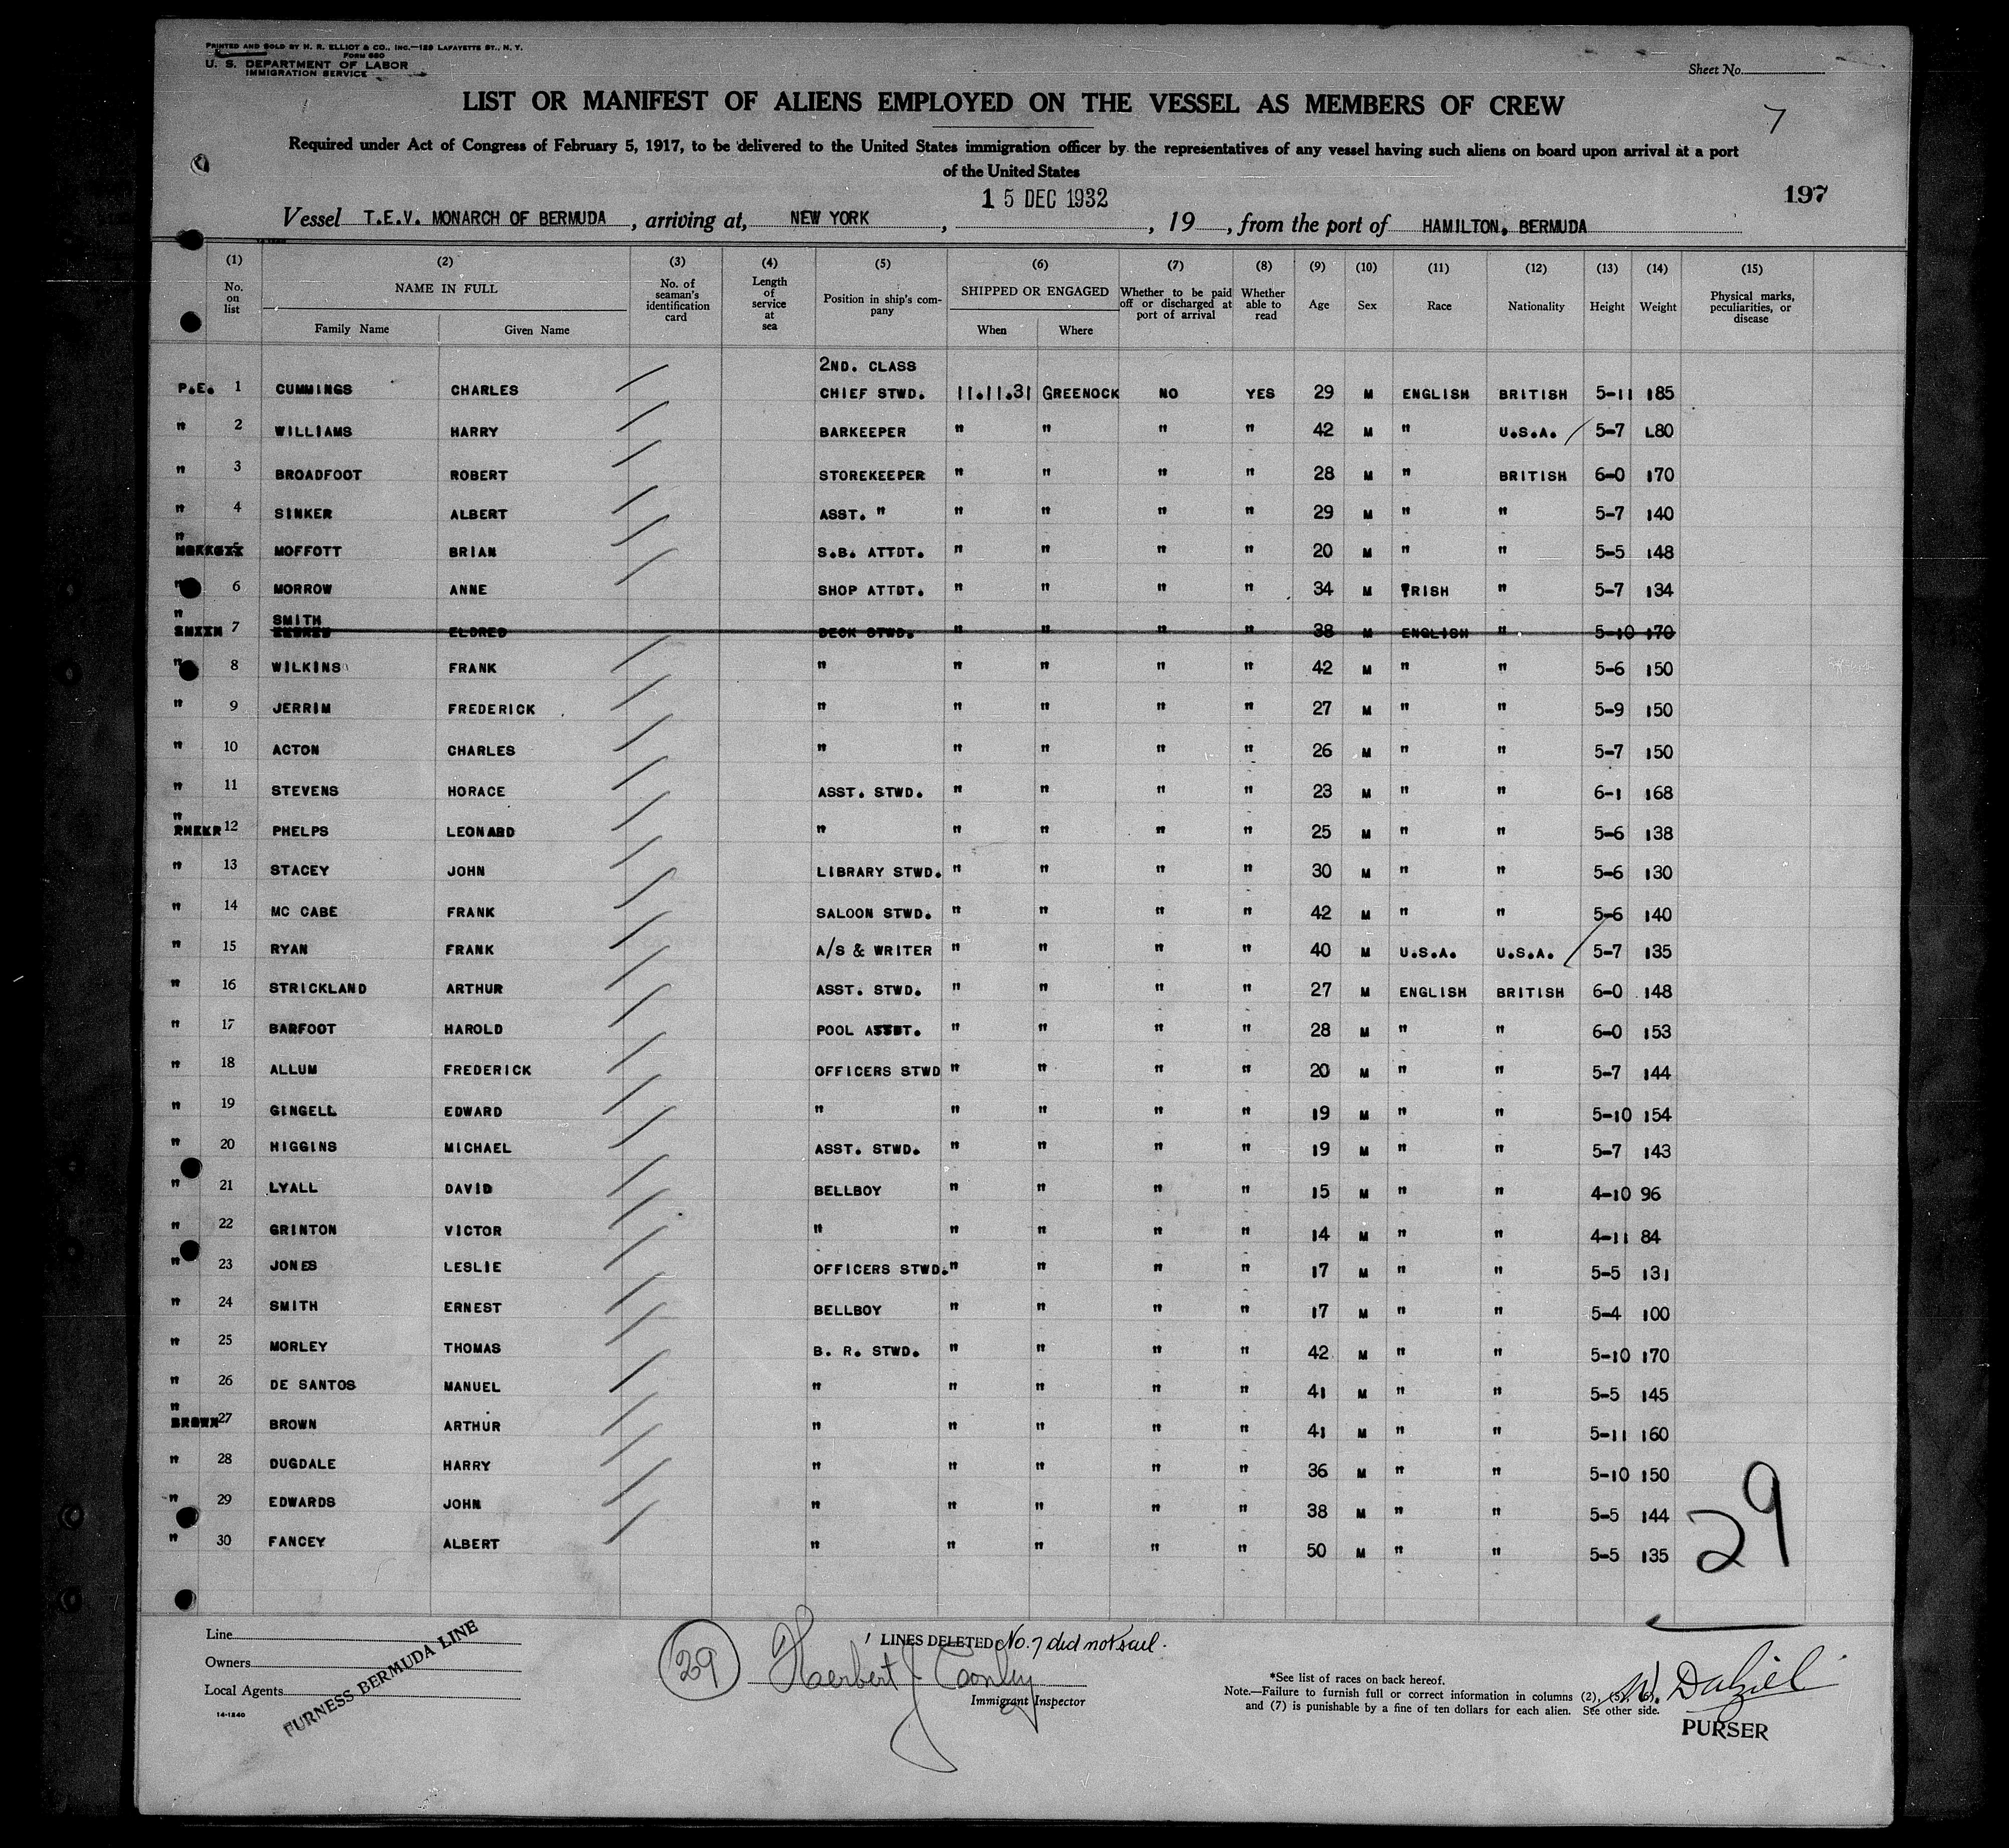 PRINTED AND SOLD BY H. R. ELLIOT & CO., INC.—129 LAFAYETTE ST., N. Y.
FORM 680
U. S. DEPARTMENT OF LABOR
IMMIGRATION SERVICE
Sheet No.
LIST OR MANIFEST OF ALIENS EMPLOYED ON THE VESSEL AS MEMBERS OF CREW
7
Required under Act of Congress of February 5, 1917, to be delivered to the United States immigration officer by the representatives of any vessel having such aliens on board upon arrival at a port
of the United States
15 DEC 1932
197
Vessel T.E.V. MONARCH OF BERMUDA, arriving at, NEW YORK, , 19 , from the port of HAMILTON, BERMUDA
(1) (2) (3) (4) (5) (6) (7) (8) (9) (10) (11) (12) (13) (14) (15)
No. on list NAME IN FULL Family Name Given Name No. of seaman's identification card Length of service at sea Position in ship's company SHIPPED OR ENGAGED When Where Whether to be paid off or discharged at port of arrival Whether able to read Age Sex Race Nationality Height Weight Physical marks, peculiarities, or disease
2ND. CLASS
P.E. 1 CUMMINGS CHARLES CHIEF STWD. 11.11.31 GREENOCK NO YES 29 M ENGLISH BRITISH 5-11 185
" 2 WILLIAMS HARRY BARKEEPER " " " " 42 M " U.S.A. 5-7 L80
" 3 BROADFOOT ROBERT STOREKEEPER " " " " 28 M " BRITISH 6-0 170
" 4 SINKER ALBERT ASST. " " " " " 29 M " " 5-7 140
" MOFFOTT BRIAN S.B. ATTDT. " " " " 20 M " " 5-5 148
" 6 MORROW ANNE SHOP ATTDT. " " " " 34 M IRISH " 5-7 134
" 7 SMITH ELDRED DECK STWD. " " " " 38 M ENGLISH " 5-10 170
" 8 WILKINS FRANK " " " " " 42 M " " 5-6 150
" 9 JERRIM FREDERICK " " " " " 27 M " " 5-9 150
" 10 ACTON CHARLES " " " " " 26 M " " 5-7 150
" 11 STEVENS HORACE ASST. STWD. " " " " 23 M " " 6-1 168
" 12 PHELPS LEONARD " " " " " 25 M " " 5-6 138
" 13 STACEY JOHN LIBRARY STWD. " " " " 30 M " " 5-6 130
" 14 MC CABE FRANK SALOON STWD. " " " " 42 M " " 5-6 140
" 15 RYAN FRANK A/S & WRITER " " " " 40 M U.S.A. U.S.A. 5-7 135
" 16 STRICKLAND ARTHUR ASST. STWD. " " " " 27 M ENGLISH BRITISH 6-0 148
" 17 BARFOOT HAROLD POOL ASST. " " " " 28 M " " 6-0 153
" 18 ALLUM FREDERICK OFFICERS STWD " " " " 20 M " " 5-7 144
" 19 GINGELL EDWARD " " " " " 19 M " " 5-10 154
" 20 HIGGINS MICHAEL ASST. STWD. " " " " 19 M " " 5-7 143
" 21 LYALL DAVID BELLBOY " " " " 15 M " " 4-10 96
" 22 GRINTON VICTOR " " " " " 14 M " " 4-11 84
" 23 JONES LESLIE OFFICERS STWD. " " " " 17 M " " 5-5 131
" 24 SMITH ERNEST BELLBOY " " " " 17 M " " 5-4 100
" 25 MORLEY THOMAS B. R. STWD. " " " " 42 M " " 5-10 170
" 26 DE SANTOS MANUEL " " " " " 41 M " " 5-5 145
" 27 BROWN ARTHUR " " " " " 41 M " " 5-11 160
" 28 DUGDALE HARRY " " " " " 36 M " " 5-10 150
" 29 EDWARDS JOHN " " " " " 38 M " " 5-5 144
" 30 FANCEY ALBERT " " " " " 50 M " " 5-5 135
29
Line
Owners
Local Agents
14-1240
FURNESS BERMUDA LINE
29
1 LINES DELETED No. 7 did not sail.
Herbert J. Conley
Immigrant Inspector
*See list of races on back hereof.
Note.—Failure to furnish full or correct information in columns (2), (5), (6),
and (7) is punishable by a fine of ten dollars for each alien. See other side.
W. Dalziel
PURSER